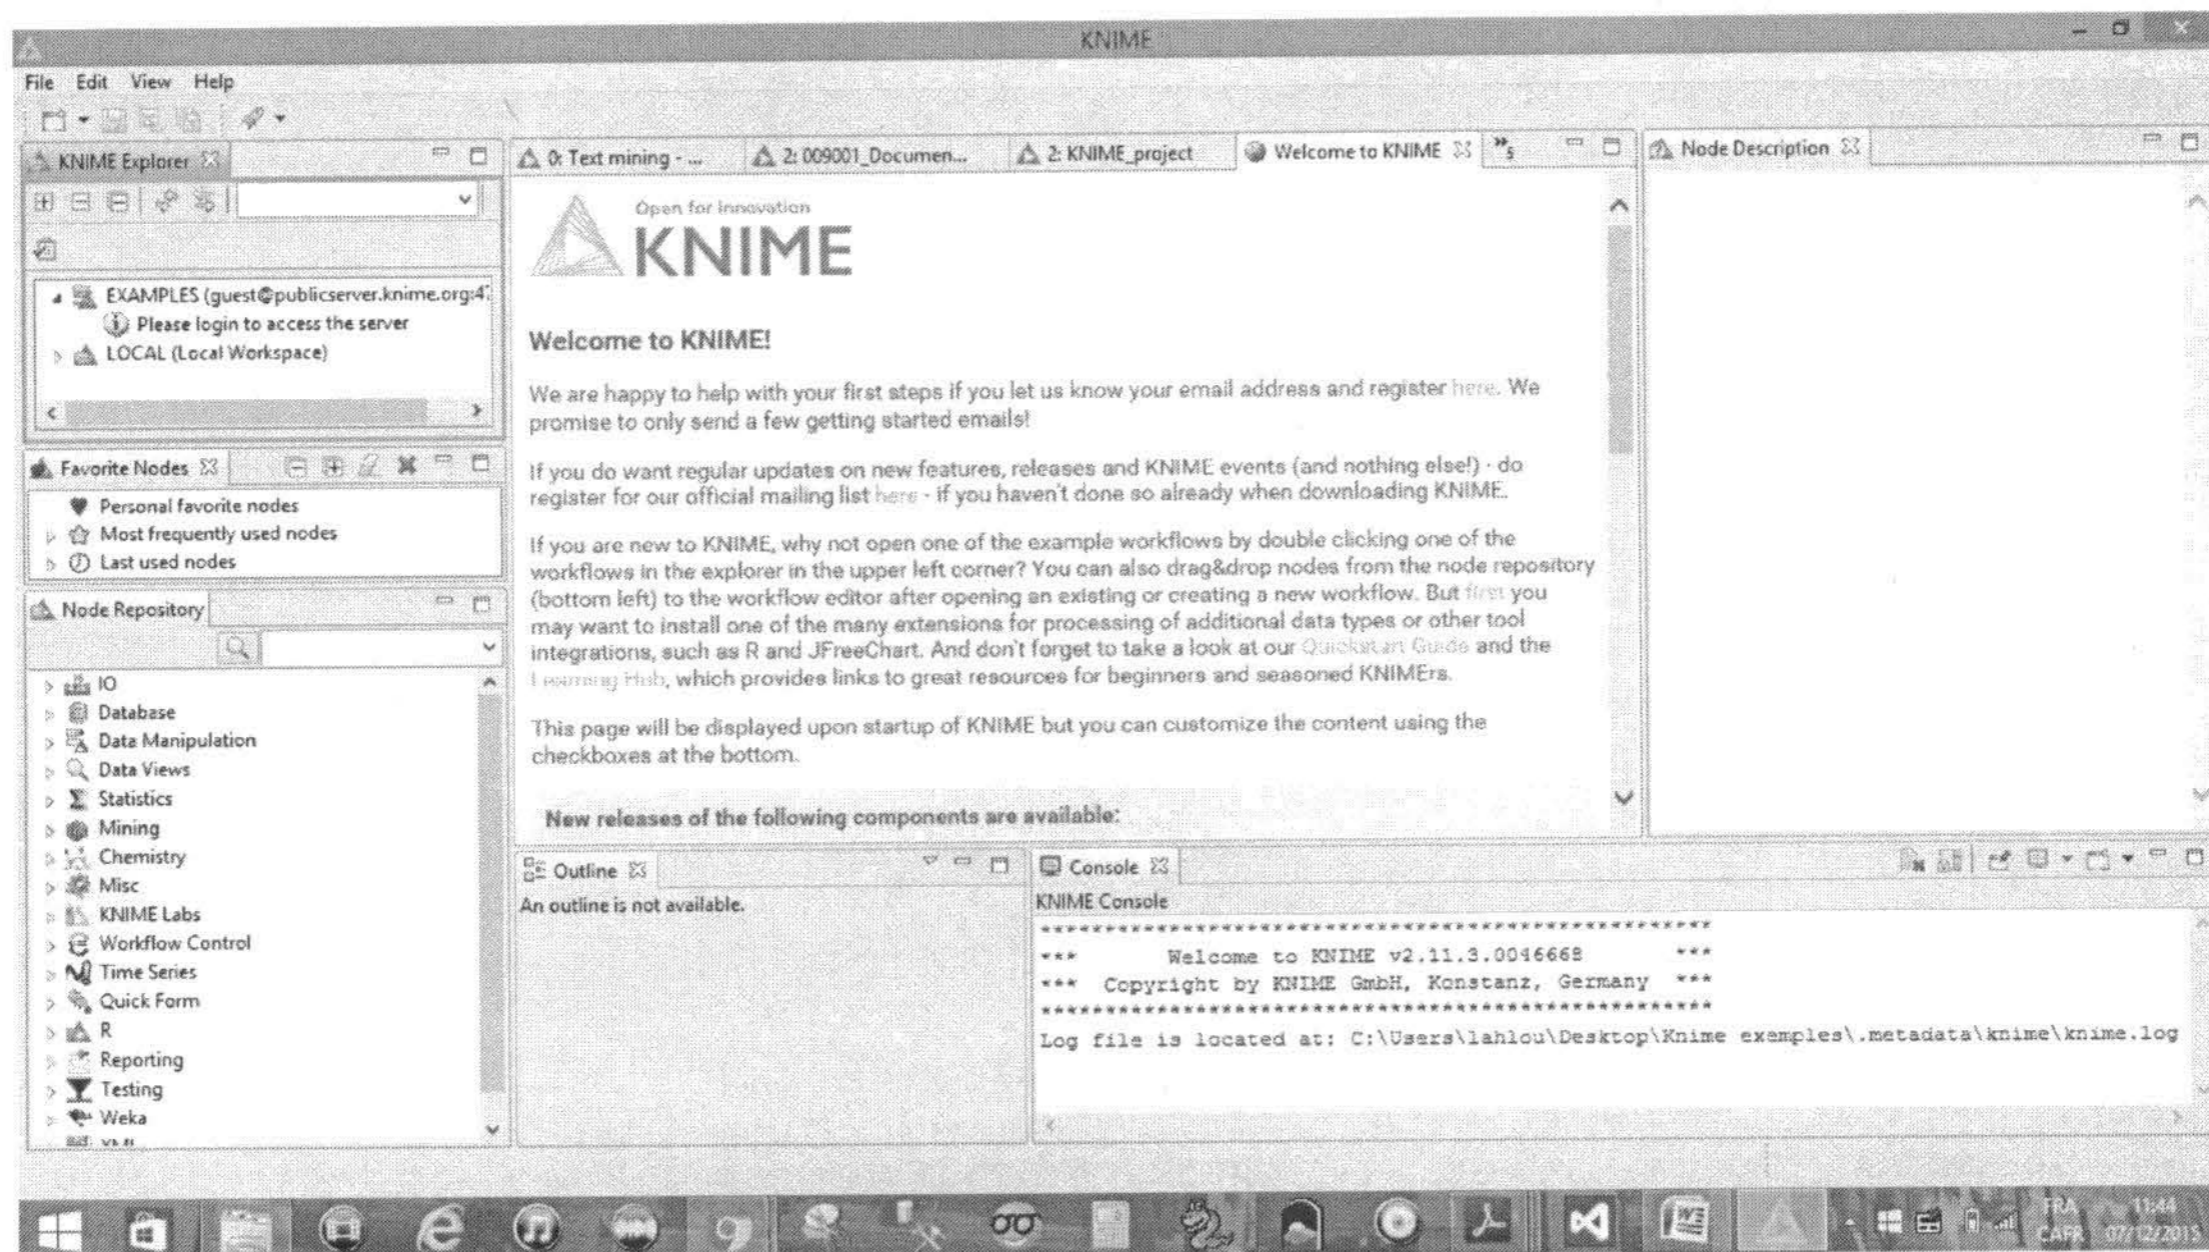 KNIME
File Edit View Help
KNIME Explorer
EXAMPLES (guest@publicserver.knime.org:4
Please login to access the server
LOCAL (Local Workspace)
Favorite Nodes
Personal favorite nodes
Most frequently used nodes
Last used nodes
Node Repository
IO
Database
Data Manipulation
Data Views
Statistics
Mining
Chemistry
Misc
KNIME Labs
Workflow Control
Time Series
Quick Form
R
Reporting
Testing
Weka
XML
0: Text mining - ...
2: 009001_Documen...
2: KNIME_project
Welcome to KNIME
5
Open for Innovation
KNIME
Welcome to KNIME!
We are happy to help with your first steps if you let us know your email address and register here. We
promise to only send a few getting started emails!
If you do want regular updates on new features, releases and KNIME events (and nothing else!) - do
register for our official mailing list here - if you haven't done so already when downloading KNIME.
If you are new to KNIME, why not open one of the example workflows by double clicking one of the
workflows in the explorer in the upper left corner? You can also drag&drop nodes from the node repository
(bottom left) to the workflow editor after opening an existing or creating a new workflow. But first you
may want to install one of the many extensions for processing of additional data types or other tool
integrations, such as R and JFreeChart. And don't forget to take a look at our Quickstart Guide and the
Learning Hub, which provides links to great resources for beginners and seasoned KNIMErs.
This page will be displayed upon startup of KNIME but you can customize the content using the
checkboxes at the bottom.
New releases of the following components are available:
Node Description
Outline
An outline is not available.
Console
KNIME Console
****************************************************
*** Welcome to KNIME v2.11.3.0046668 ***
*** Copyright by KNIME GmbH, Konstanz, Germany ***
****************************************************
Log file is located at: C:\Users\lahlou\Desktop\Knime examples\.metadata\knime\knime.log
FRA 11:44
CAFR 07/12/2015